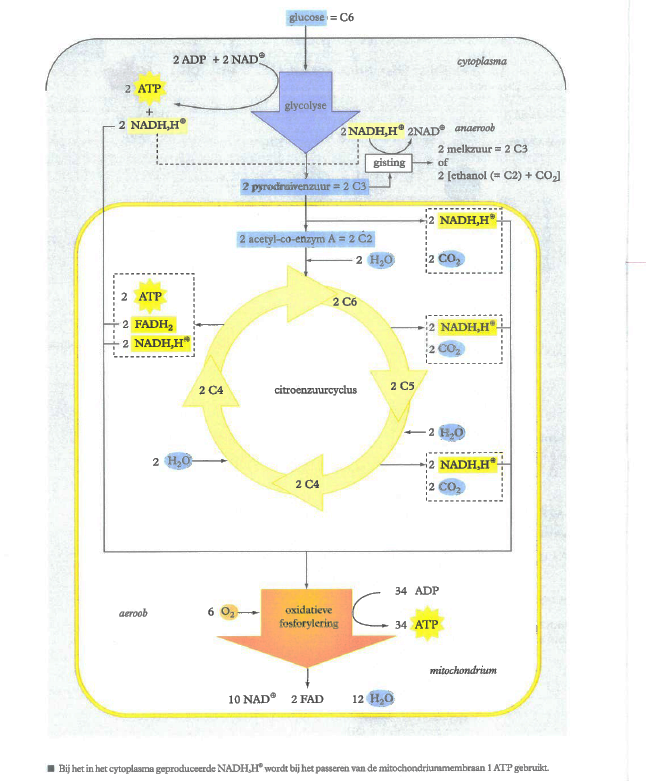 glucose = C6
cytoplasma
2 ADP + 2 NAD⊕
2 ATP
+
2 NADH,H⊕
glycolyse
2 NADH,H⊕ 2NAD⊕ anaeroob
gisting
2 melkzuur = 2 C3
of
2 [ethanol (= C2) + CO₂]
2 pyrodruivenzuur = 2 C3
2 NADH,H⊕
2 acetyl-co-enzym A = 2 C2
2 H₂O
2 CO₂
2 ATP
2 FADH₂
2 NADH,H⊕
2 C6
2 NADH,H⊕
2 CO₂
2 C4
citroenzuurcyclus
2 C5
2 H₂O
2 H₂O
2 NADH,H⊕
2 CO₂
2 C4
34 ADP
aeroob
6 O₂
oxidatieve
fosforylering
34 ATP
mitochondrium
10 NAD⊕ 2 FAD 12 H₂O
■ Bij het in het cytoplasma geproduceerde NADH,H⊕ wordt bij het passeren van de mitochondriummembraan 1 ATP gebruikt.